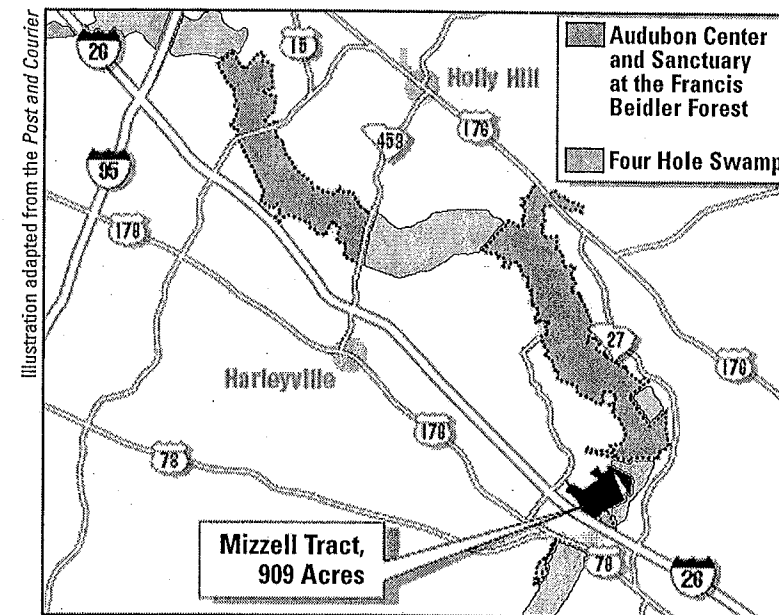 Illustration adapted from the Post and Courier
26
15
Holly Hill
Audubon Center
and Sanctuary
at the Francis
Beidler Forest
Four Hole Swamp
176
453
95
178
27
176
Harleyville
178
78
Mizzell Tract,
909 Acres
78
26